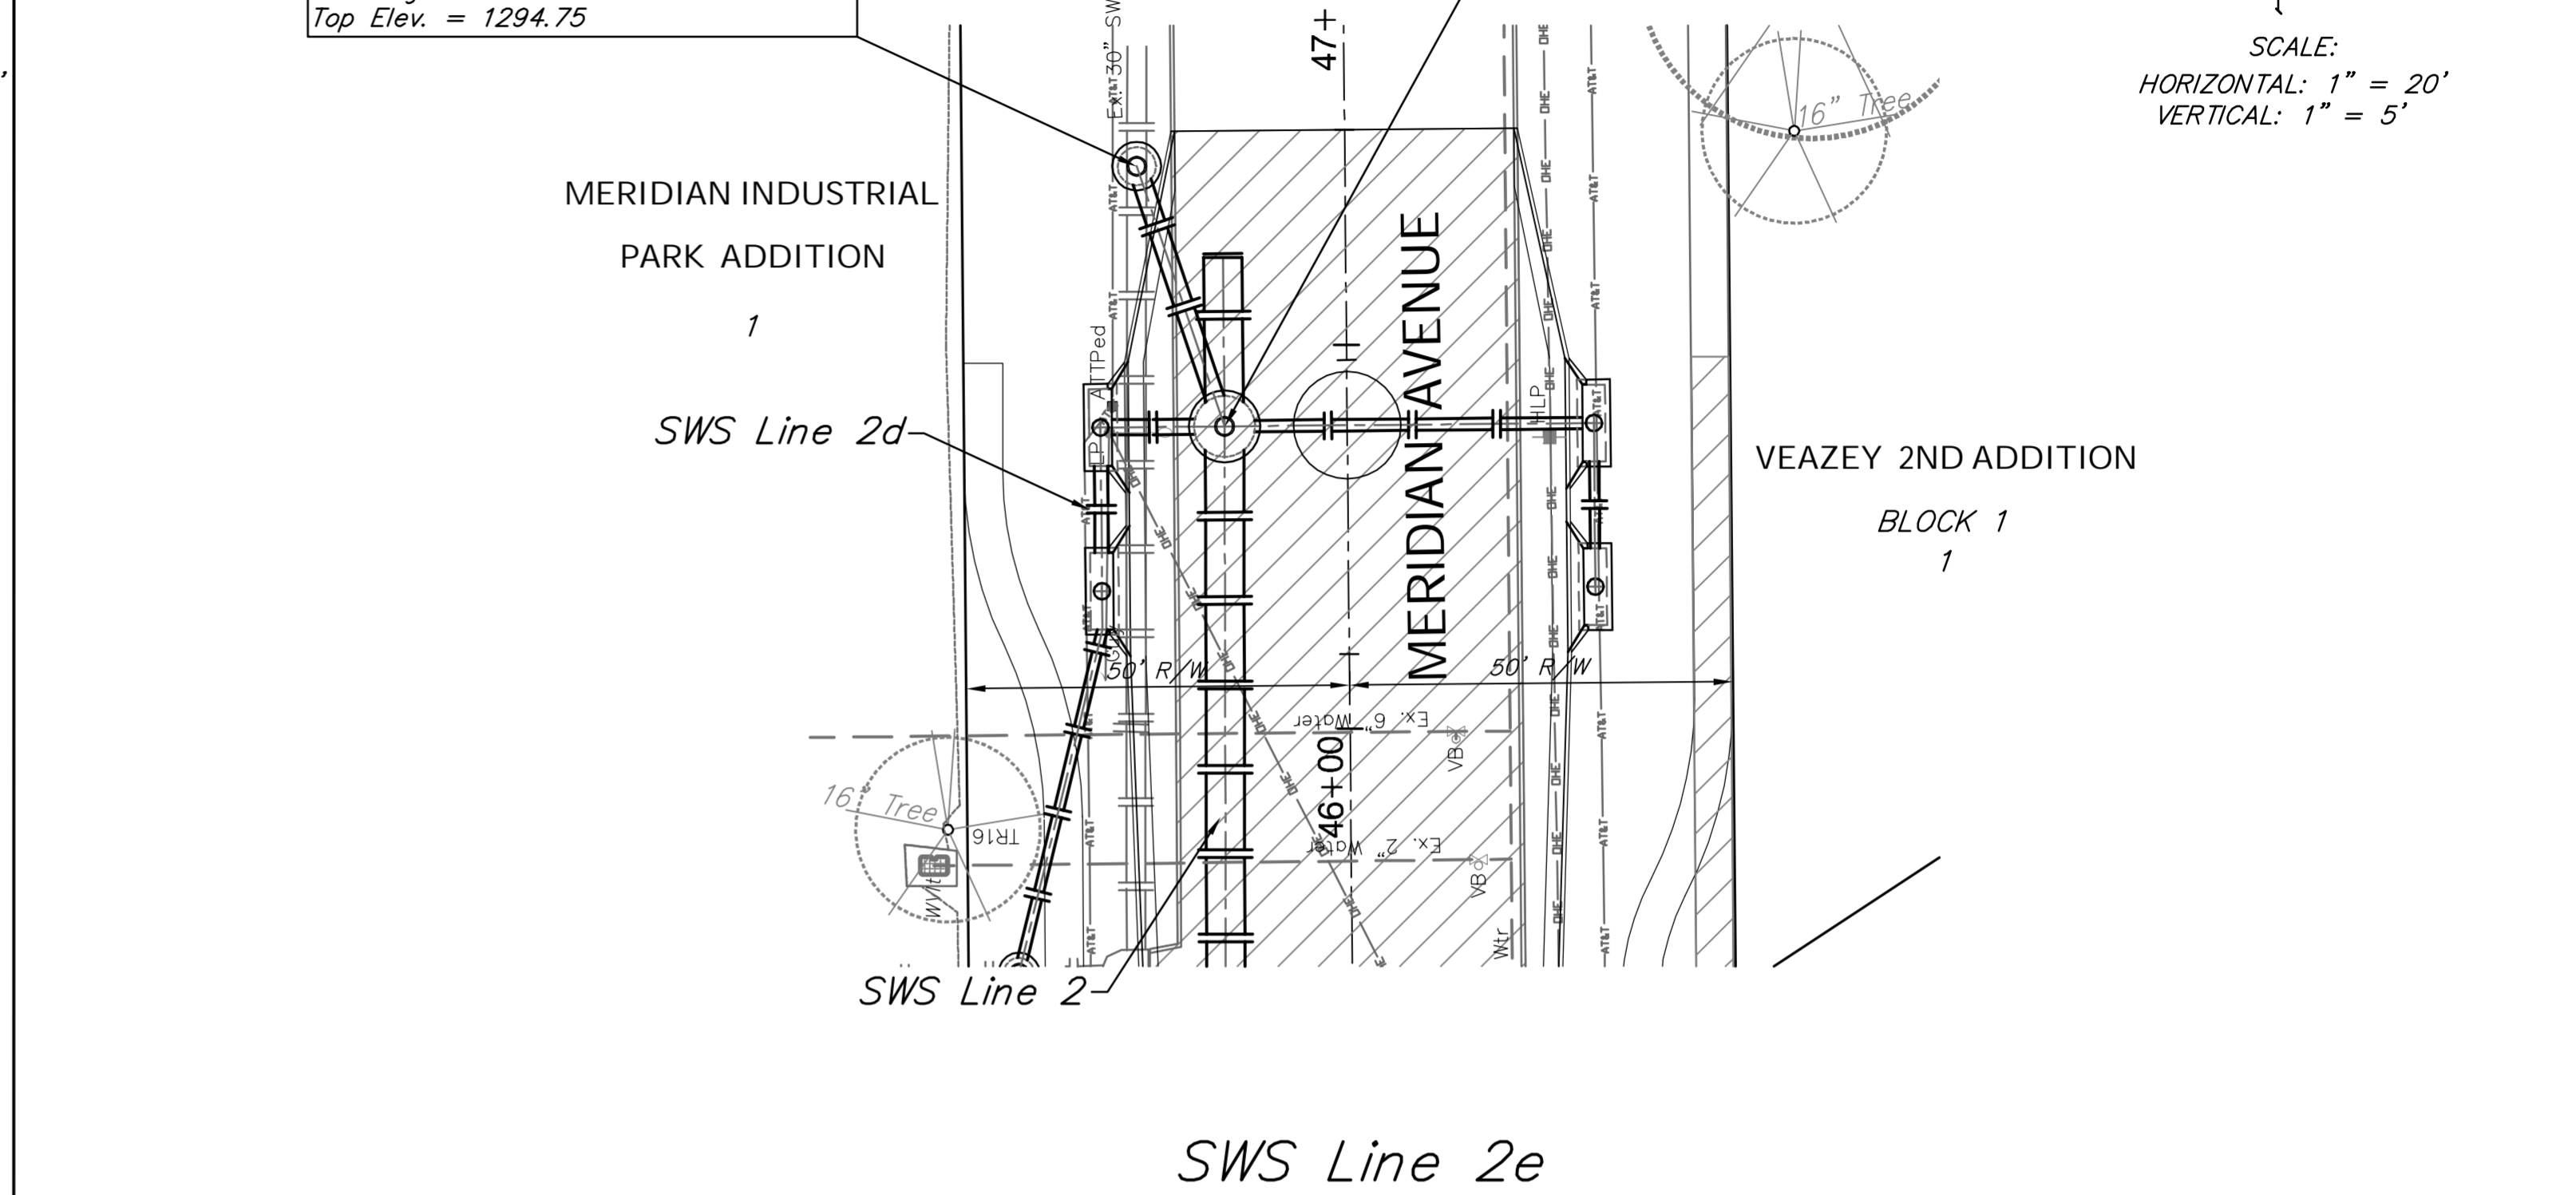 Top Elev. = 1294.75
Ex. 30" SW
47+
SCALE:
HORIZONTAL: 1" = 20'
VERTICAL: 1" = 5'
16" Tree
MERIDIAN INDUSTRIAL
PARK ADDITION
1
MERIDIAN AVENUE
ATTPed
HLP
LP
SWS Line 2d
VEAZEY 2ND ADDITION
BLOCK 1
1
AT&T
OHE
50' R/W
50' R/W
Ex. 6" Water
VB
46+00
16" Tree
TR16
Ex. 2" Water
VB
Wtr
SWS Line 2
SWS Line 2e